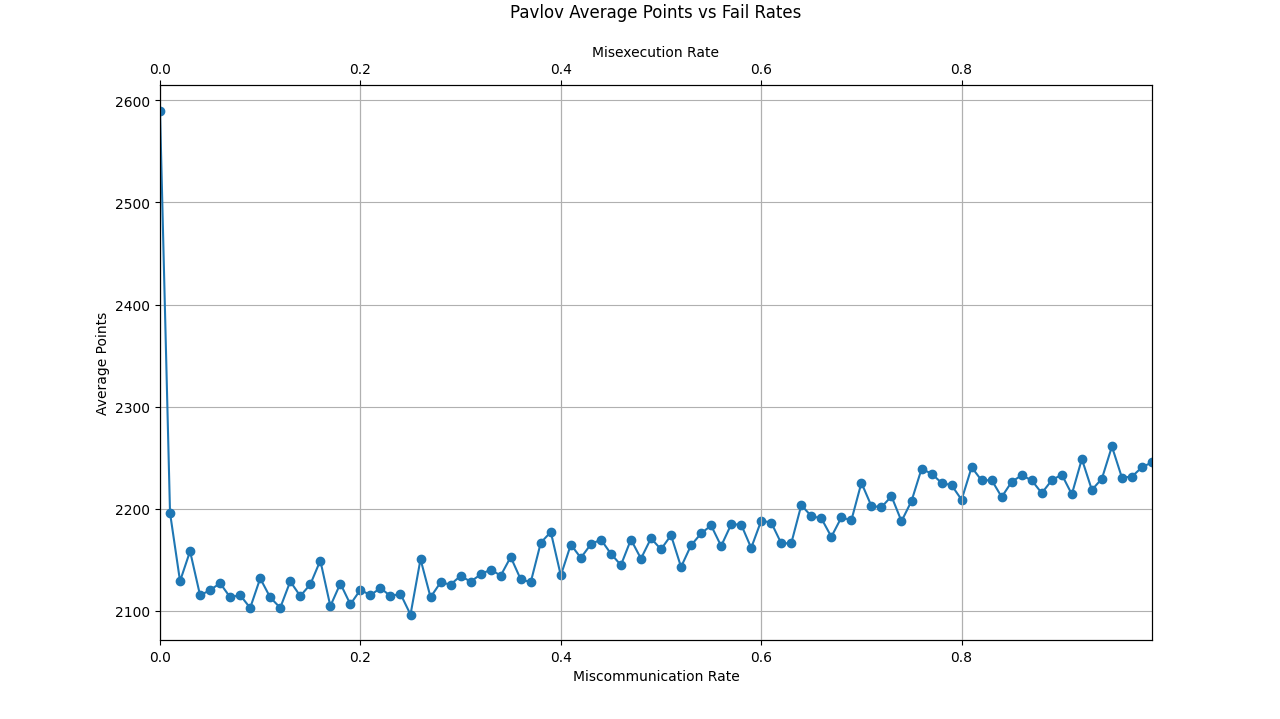 Pavlov Average Points vs Fail Rates
Misexecution Rate
0.0 0.2 0.4 0.6 0.8
2600
2500
2400
2300
2200
2100
Average Points
0.0 0.2 0.4 0.6 0.8
Miscommunication Rate